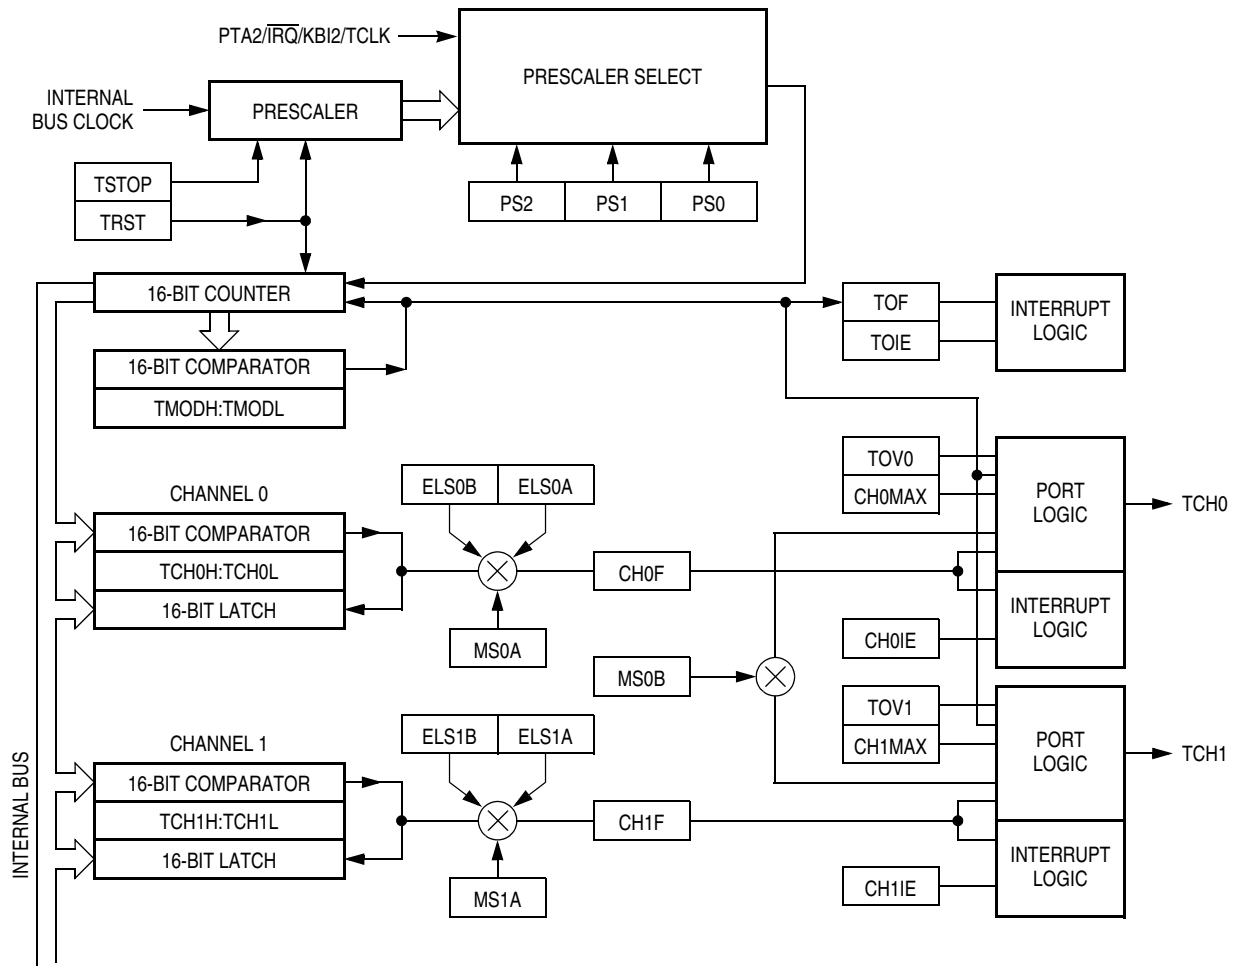 PTA2/IRQ/KBI2/TCLK
PRESCALER SELECT
INTERNAL
BUS CLOCK
PRESCALER
TSTOP
TRST
PS2 PS1 PS0
16-BIT COUNTER
16-BIT COMPARATOR
TMODH:TMODL
TOF
TOIE
INTERRUPT
LOGIC
CHANNEL 0
16-BIT COMPARATOR
TCH0H:TCH0L
16-BIT LATCH
ELS0B ELS0A
MS0A
CH0F
TOV0
CH0MAX
PORT
LOGIC
TCH0
INTERRUPT
LOGIC
CH0IE
MS0B
CHANNEL 1
16-BIT COMPARATOR
TCH1H:TCH1L
16-BIT LATCH
ELS1B ELS1A
MS1A
CH1F
TOV1
CH1MAX
PORT
LOGIC
TCH1
INTERRUPT
LOGIC
CH1IE
INTERNAL BUS